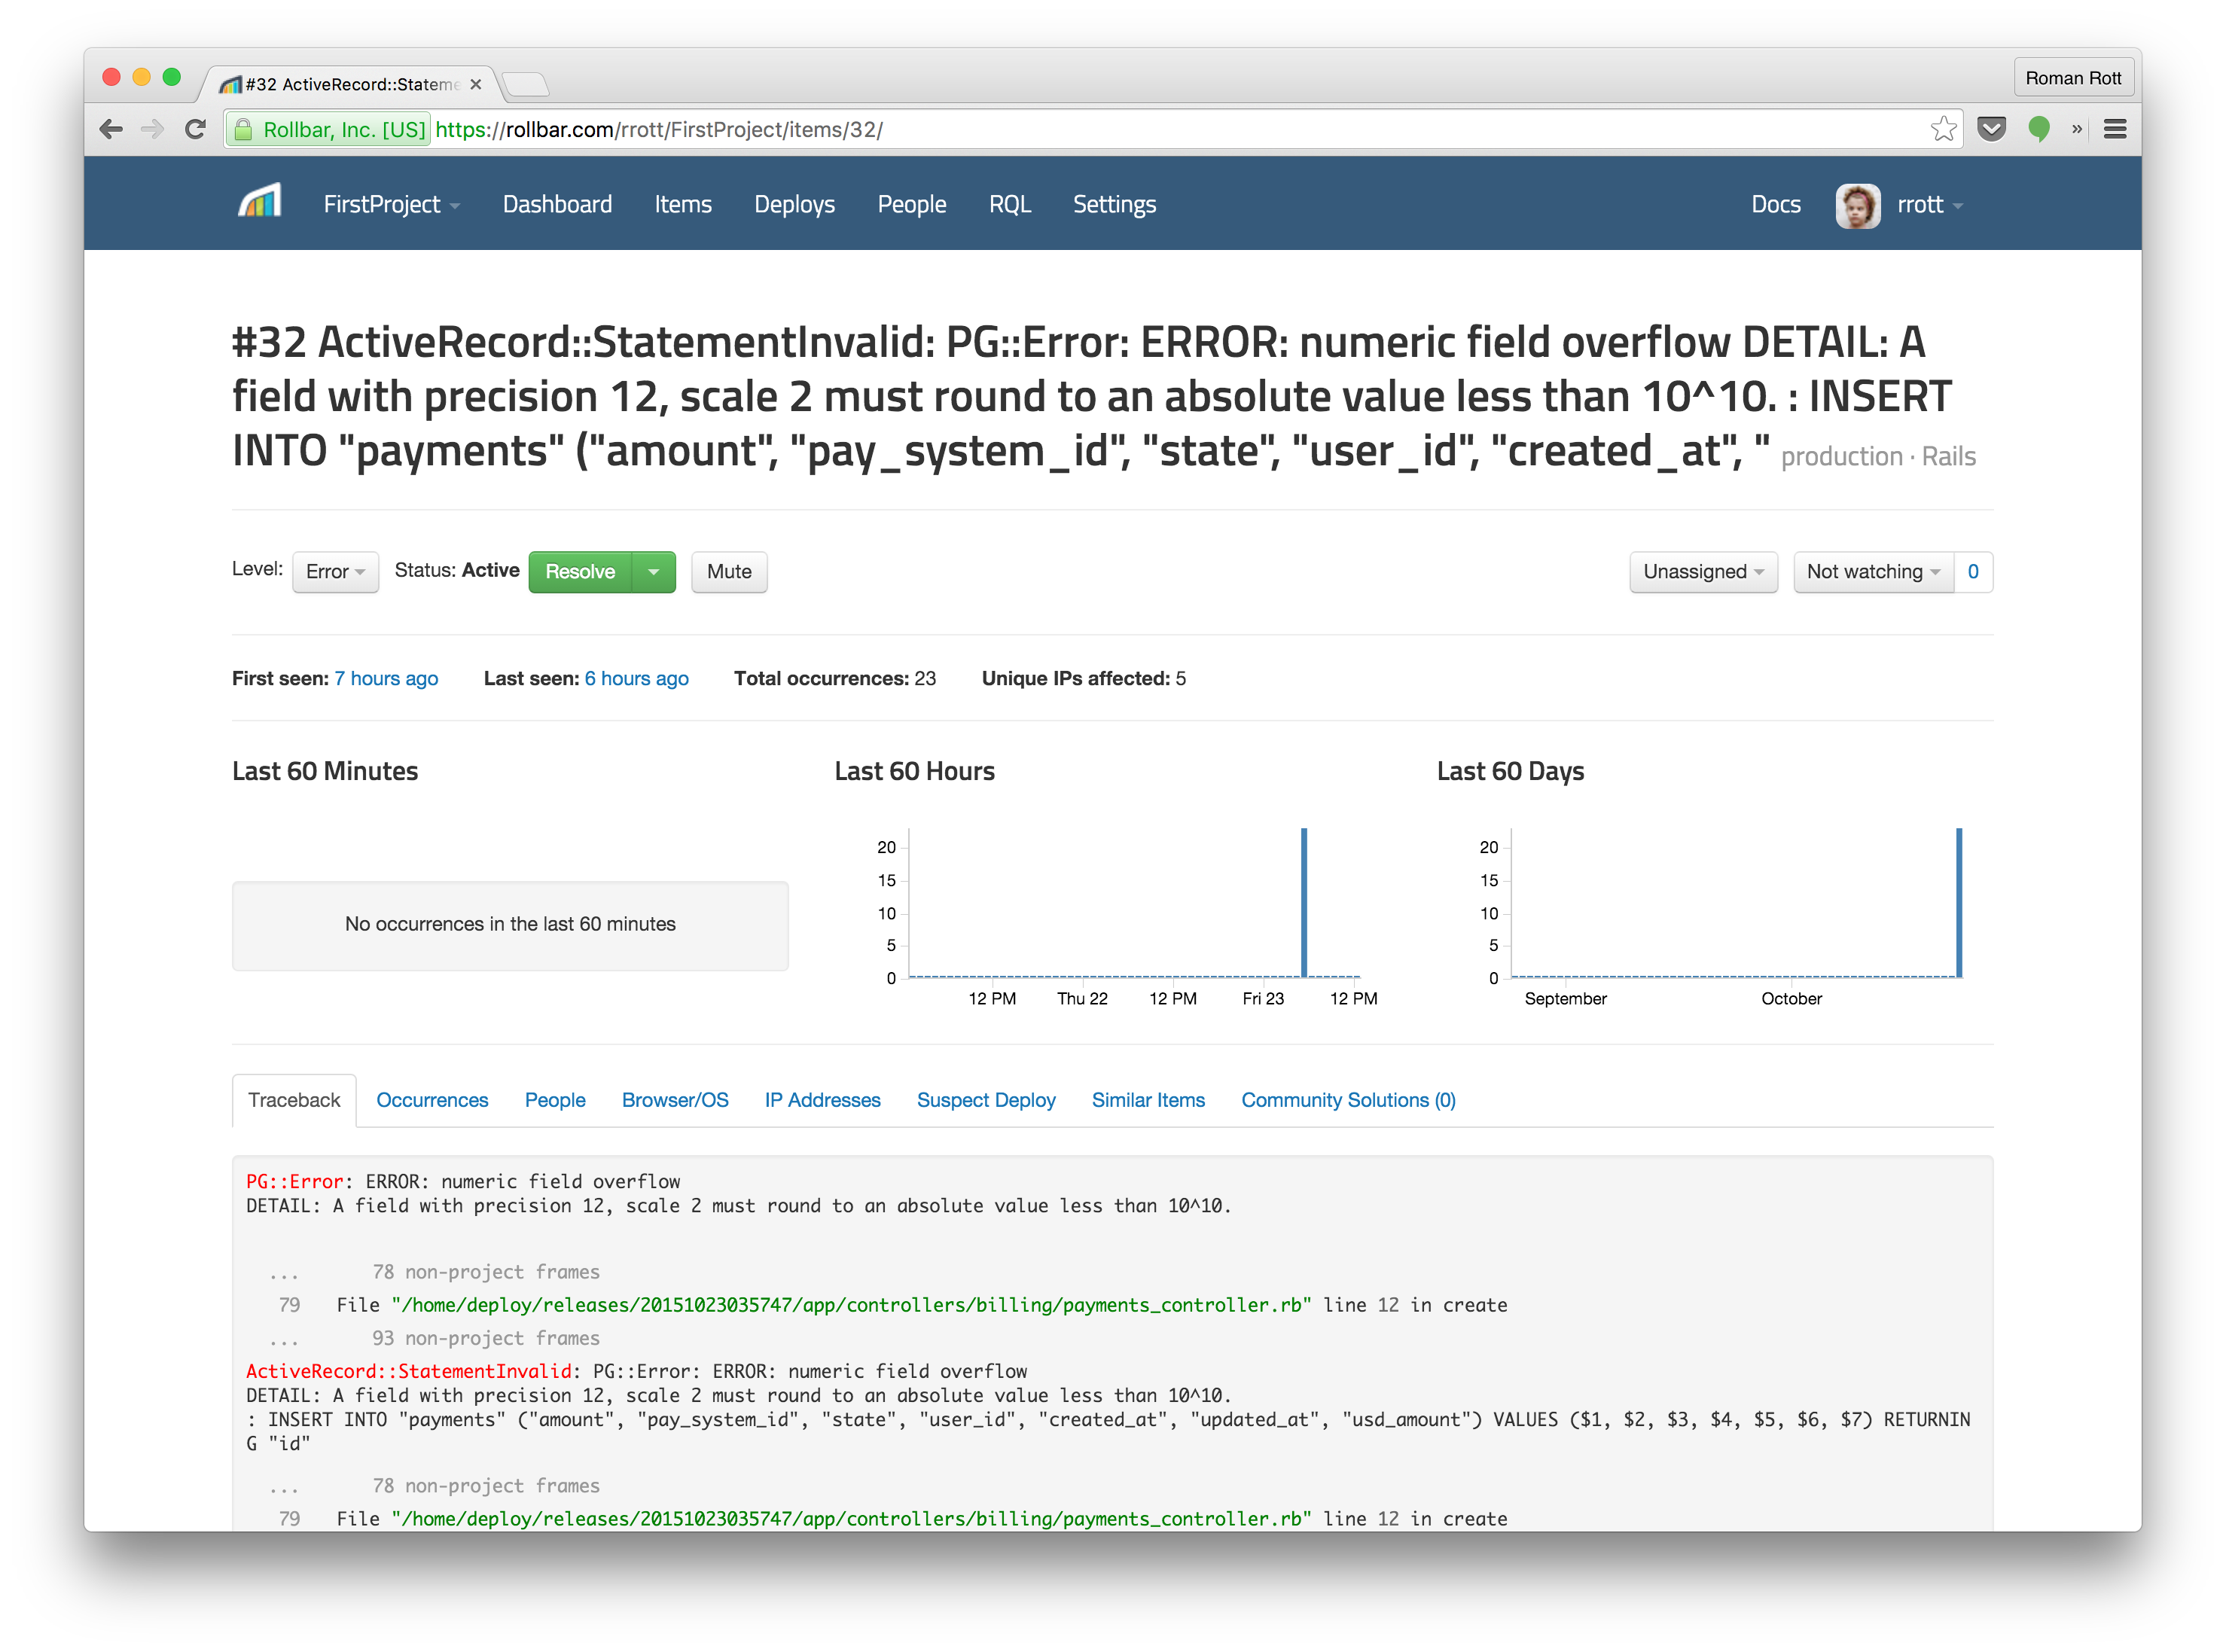 #32 ActiveRecord::Stateme
Roman Rott
Rollbar, Inc. [US] https://rollbar.com/rrott/FirstProject/items/32/
»
FirstProject Dashboard Items Deploys People RQL Settings Docs rrott
#32 ActiveRecord::StatementInvalid: PG::Error: ERROR: numeric field overflow DETAIL: A
field with precision 12, scale 2 must round to an absolute value less than 10^10. : INSERT
INTO "payments" ("amount", "pay_system_id", "state", "user_id", "created_at", " production · Rails
Level: Error Status: Active Resolve Mute Unassigned Not watching 0
First seen: 7 hours ago Last seen: 6 hours ago Total occurrences: 23 Unique IPs affected: 5
Last 60 Minutes
No occurrences in the last 60 minutes
Last 60 Hours
20
15
10
5
0
12 PM Thu 22 12 PM Fri 23 12 PM
Last 60 Days
20
15
10
5
0
September October
Traceback Occurrences People Browser/OS IP Addresses Suspect Deploy Similar Items Community Solutions (0)
PG::Error: ERROR: numeric field overflow
DETAIL: A field with precision 12, scale 2 must round to an absolute value less than 10^10.
... 78 non-project frames
79 File "/home/deploy/releases/20151023035747/app/controllers/billing/payments_controller.rb" line 12 in create
... 93 non-project frames
ActiveRecord::StatementInvalid: PG::Error: ERROR: numeric field overflow
DETAIL: A field with precision 12, scale 2 must round to an absolute value less than 10^10.
: INSERT INTO "payments" ("amount", "pay_system_id", "state", "user_id", "created_at", "updated_at", "usd_amount") VALUES ($1, $2, $3, $4, $5, $6, $7) RETURNIN
G "id"
... 78 non-project frames
79 File "/home/deploy/releases/20151023035747/app/controllers/billing/payments_controller.rb" line 12 in create